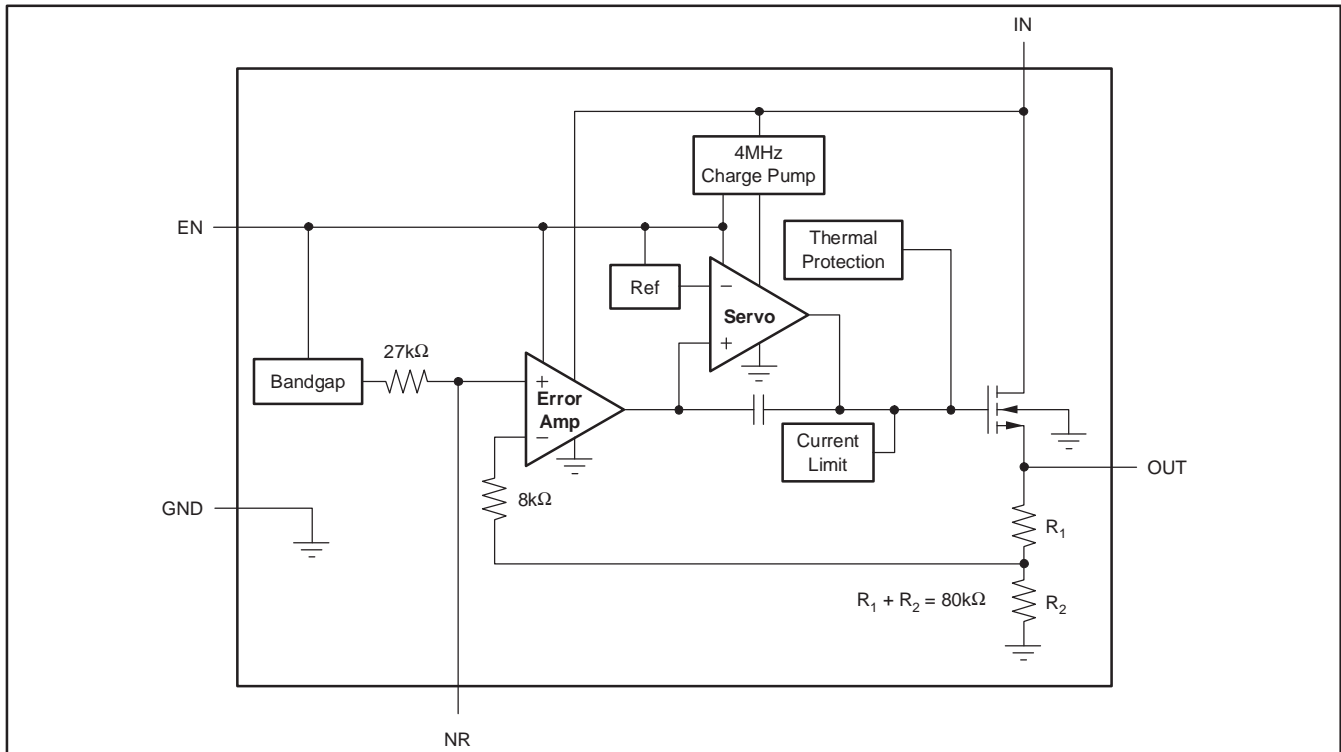 IN
4MHz
Charge Pump
EN
Thermal
Protection
Ref
−
Servo
+
27kΩ
Bandgap
+
Error
Amp
−
Current
Limit
OUT
8kΩ
GND
R1
R1 + R2 = 80kΩ
R2
NR